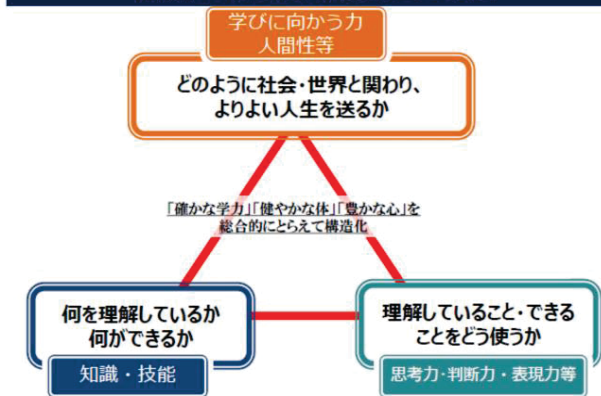 学びに向かう力
人間性等
どのように社会・世界と関わり、
よりよい人生を送るか
「確かな学力」「健やかな体」「豊かな心」を
総合的にとらえて構造化
何を理解しているか
何ができるか
知識・技能
理解していること・できる
ことをどう使うか
思考力・判断力・表現力等